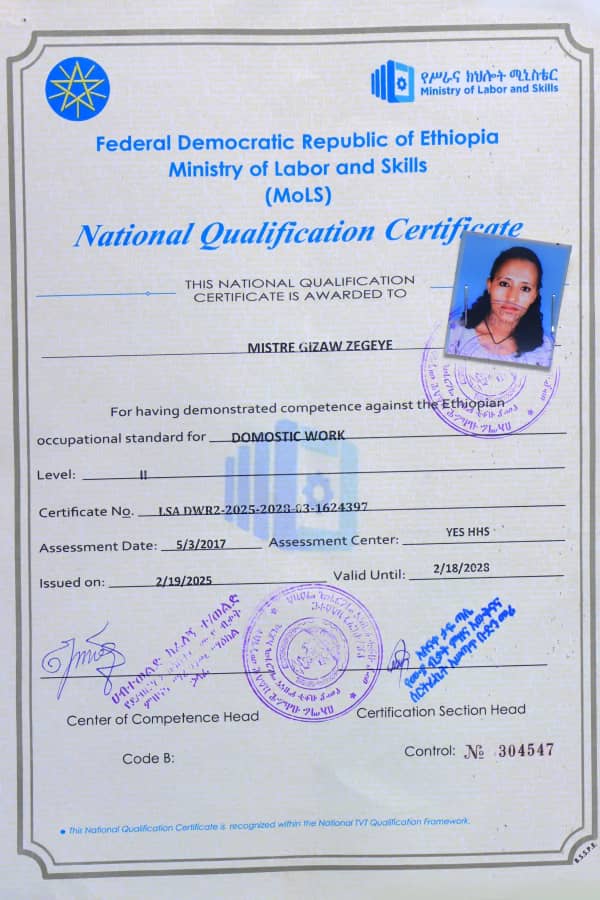 የሥራና ክህሎት ሚኒስቴር
Ministry of Labor and Skills
Federal Democratic Republic of Ethiopia
Ministry of Labor and Skills
(MoLS)
National Qualification Certificate
THIS NATIONAL QUALIFICATION
CERTIFICATE IS AWARDED TO
MISTRE GIZAW ZEGEYE
For having demonstrated competence against the Ethiopian
occupational standard for DOMOSTIC WORK
Level: II
Certificate No. LSA DWR2-2025-2028-03-1624397
Assessment Date: 5/3/2017 Assessment Center: YES HHS
Issued on: 2/19/2025 Valid Until: 2/18/2028
Center of Competence Head Certification Section Head
Code B: Control: № 304547
This National Qualification Certificate is recognized within the National TVT Qualification Framework.
B.S.S.P.E.